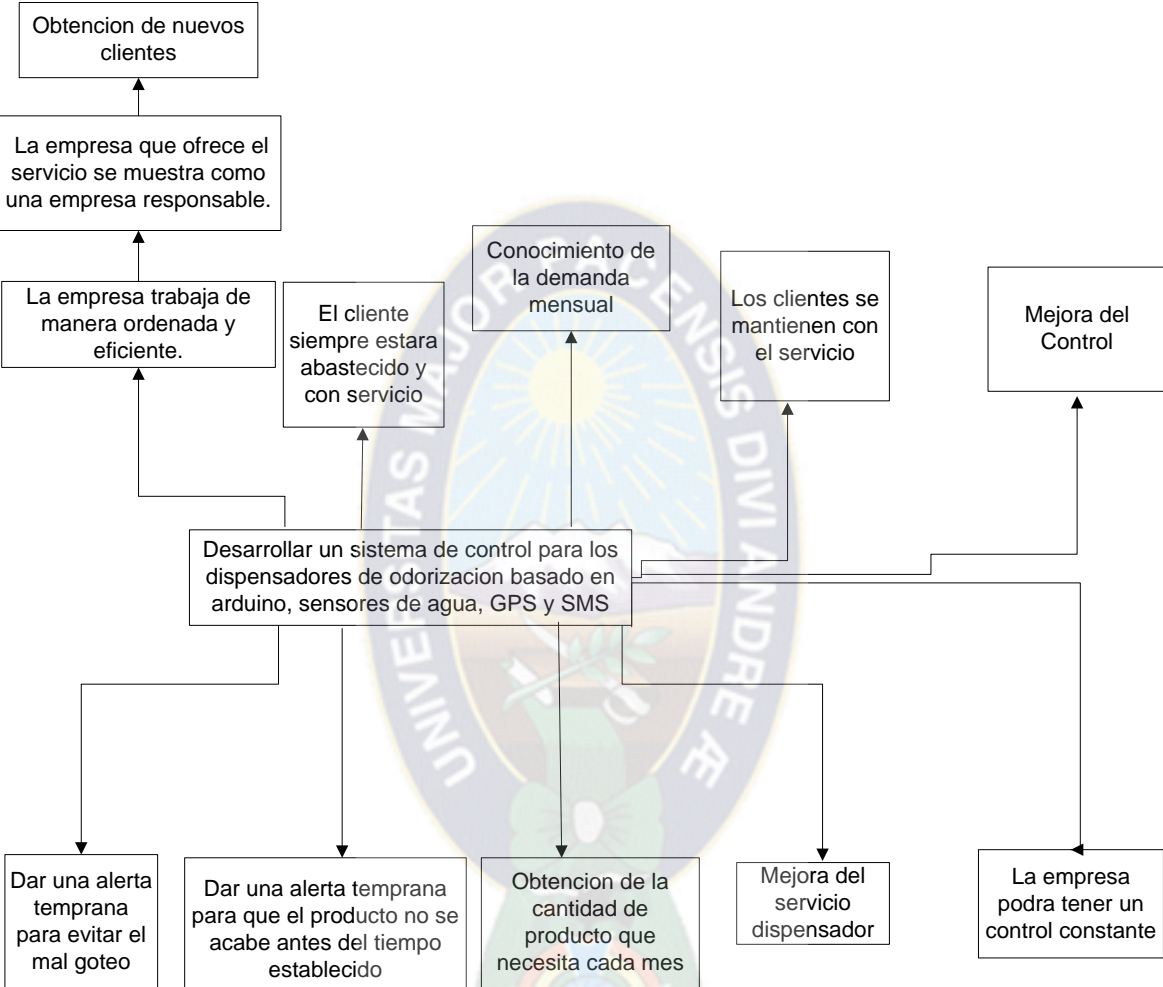 Obtencion de nuevos
clientes
La empresa que ofrece el
servicio se muestra como
una empresa responsable.
La empresa trabaja de
manera ordenada y
eficiente.
El cliente
siempre estara
abastecido y
con servicio
Conocimiento de
la demanda
mensual
Los clientes se
mantienen con
el servicio
Mejora del
Control
Desarrollar un sistema de control para los
dispensadores de odorizacion basado en
arduino, sensores de agua, GPS y SMS
Dar una alerta
temprana
para evitar el
mal goteo
Dar una alerta temprana
para que el producto no se
acabe antes del tiempo
establecido
Obtencion de la
cantidad de
producto que
necesita cada mes
Mejora del
servicio
dispensador
La empresa
podra tener un
control constante
UNIVERSITAS MAJOR PACENSIS DIVI ANDRE Æ